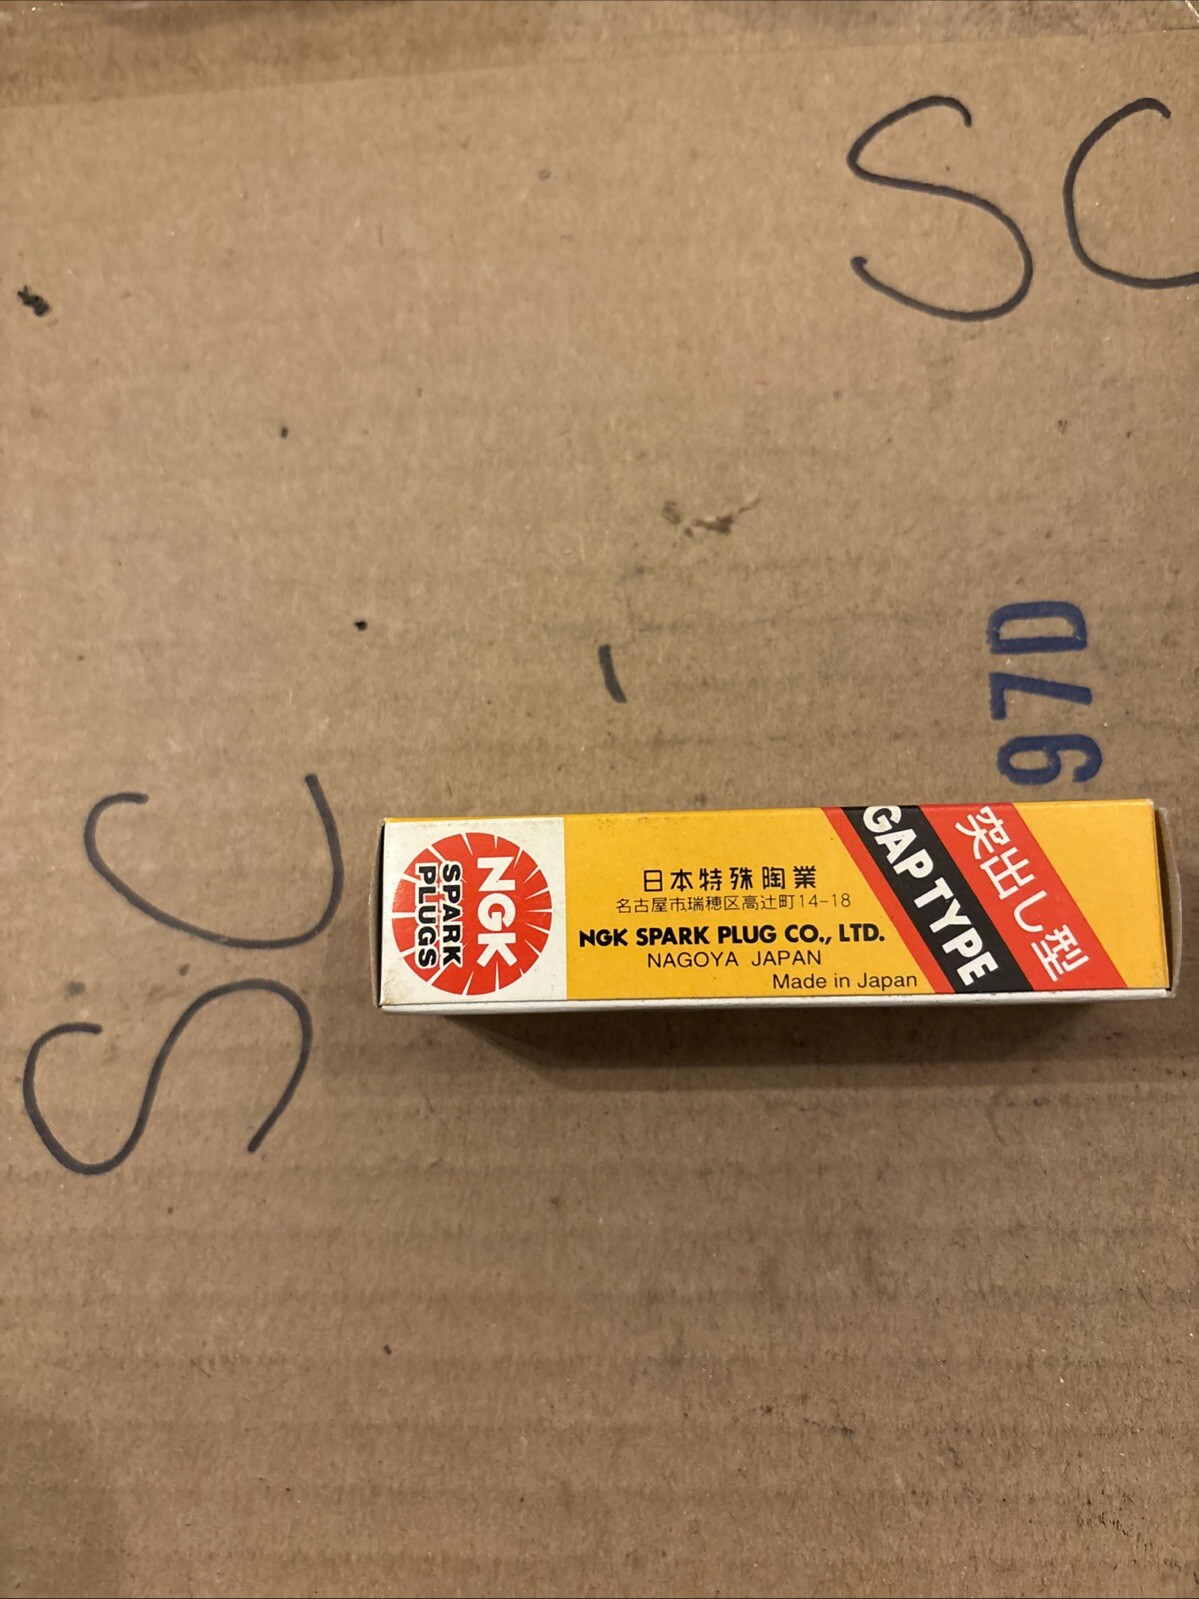 SC
97D
SC
NGK
SPARK
PLUGS
日本特殊陶業
名古屋市瑞穂区高辻町14-18
NGK SPARK PLUG CO., LTD.
NAGOYA JAPAN
Made in Japan
GAP TYPE
突出し型